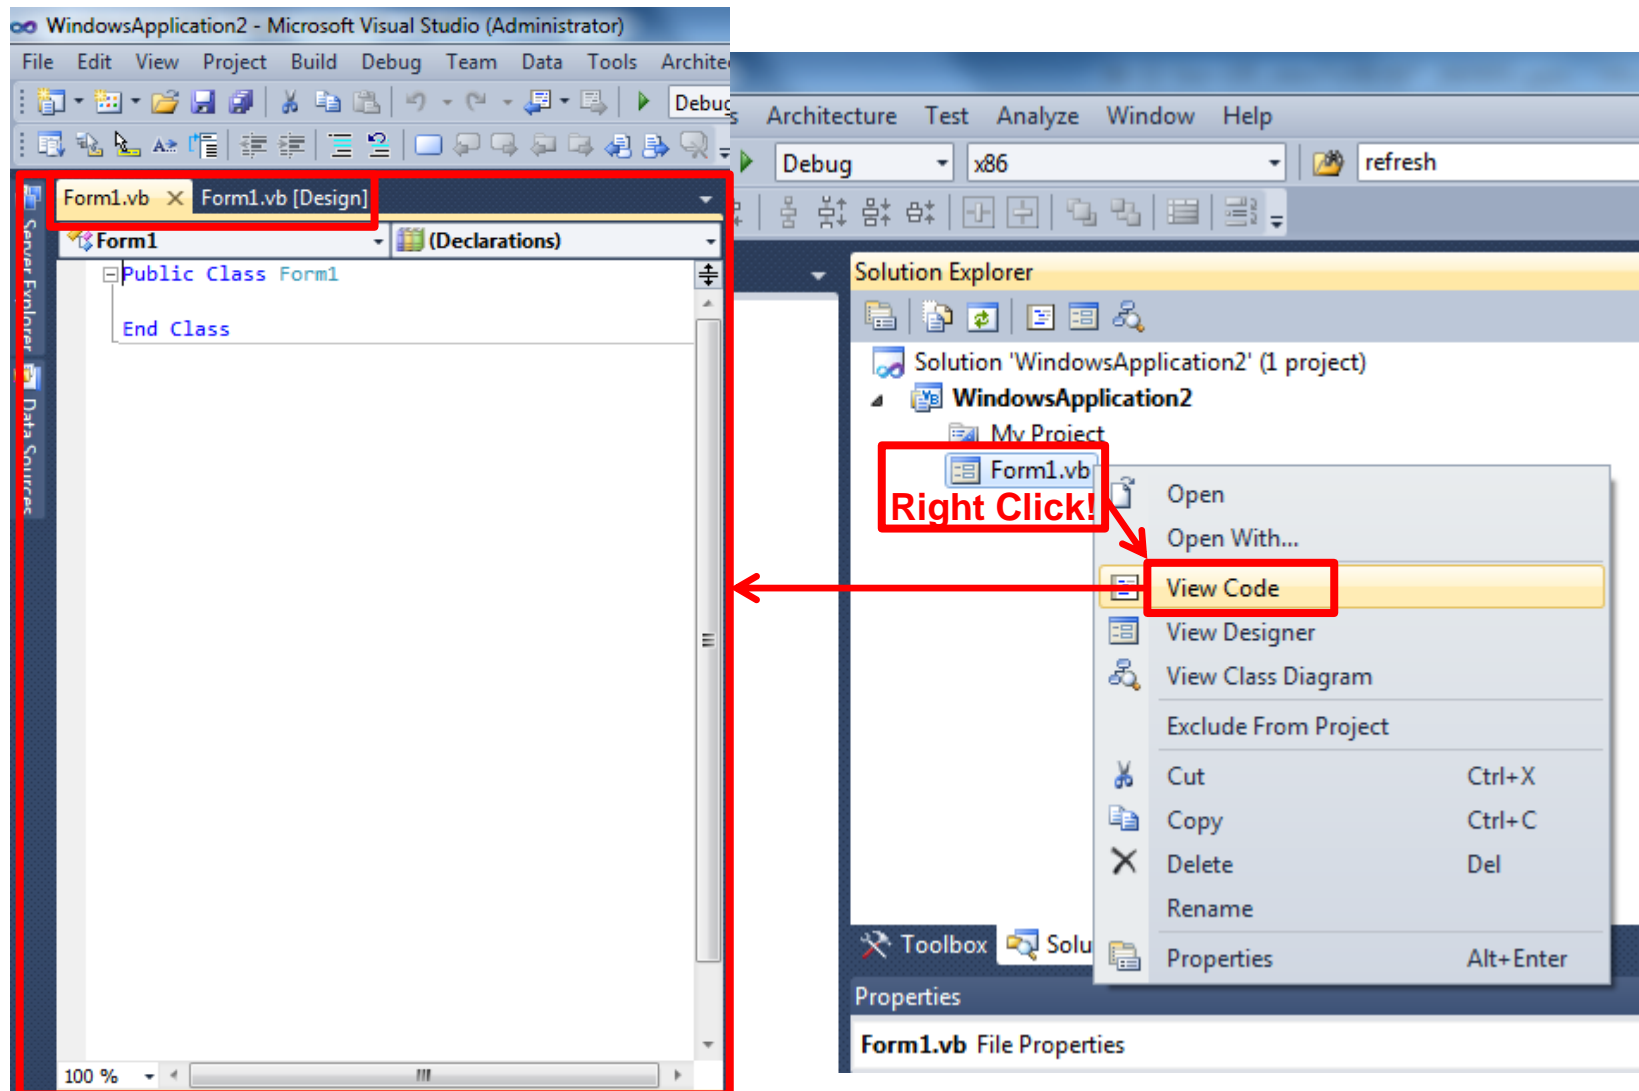 WindowsApplication2 - Microsoft Visual Studio (Administrator)
File Edit View Project Build Debug Team Data Tools
Debug
Form1.vb Form1.vb [Design]
Form1 (Declarations)
Public Class Form1
End Class
Server Explorer
Data Sources
100 %
Architecture Test Analyze Window Help
Debug x86 refresh
Solution Explorer
Solution 'WindowsApplication2' (1 project)
WindowsApplication2
My Project
Form1.vb
Right Click!
Open
Open With...
View Code
View Designer
View Class Diagram
Exclude From Project
Cut Ctrl+X
Copy Ctrl+C
Delete Del
Rename
Properties Alt+Enter
Toolbox Solu
Properties
Form1.vb File Properties